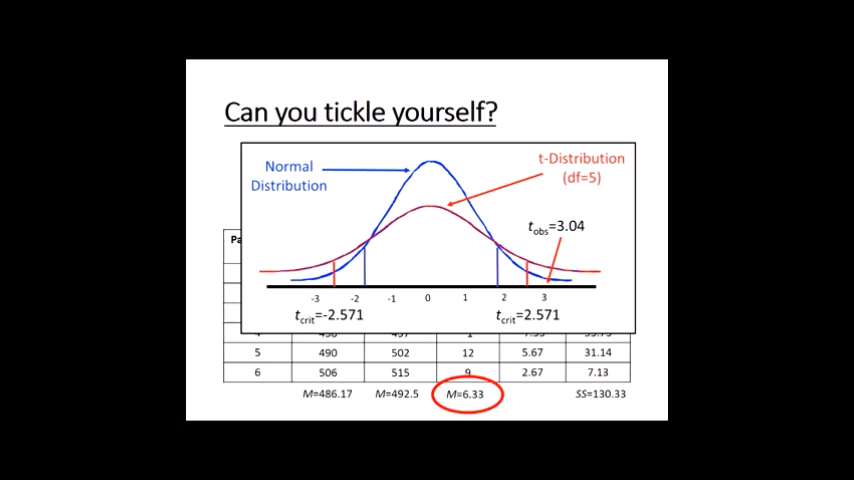 Can you tickle yourself?
Normal
Distribution
t-Distribution
(df=5)
tobs=3.04
-3 -2 -1 0 1 2 3
tcrit=-2.571 tcrit=2.571
Pa
5 490 502 12 5.67 31.14
6 506 515 9 2.67 7.13
M=486.17 M=492.5 M=6.33 SS=130.33